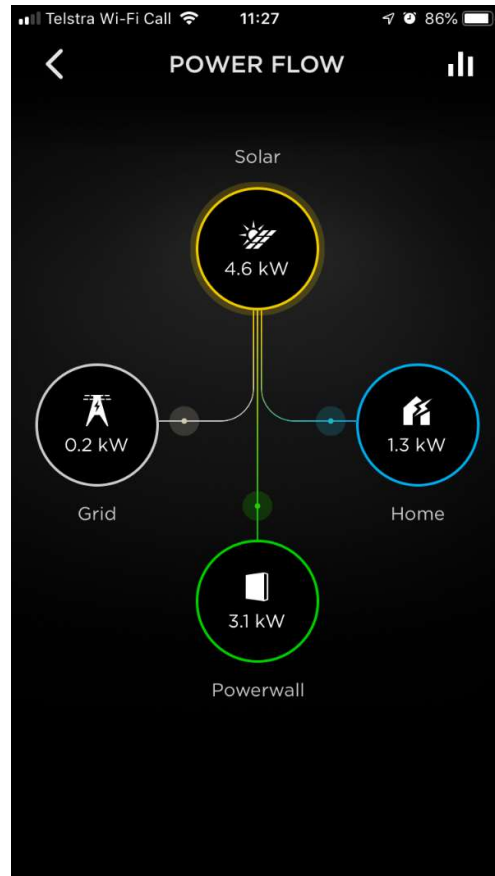 Telstra Wi-Fi Call 11:27 86%
POWER FLOW
Solar
4.6 kW
0.2 kW
1.3 kW
Grid
Home
3.1 kW
Powerwall